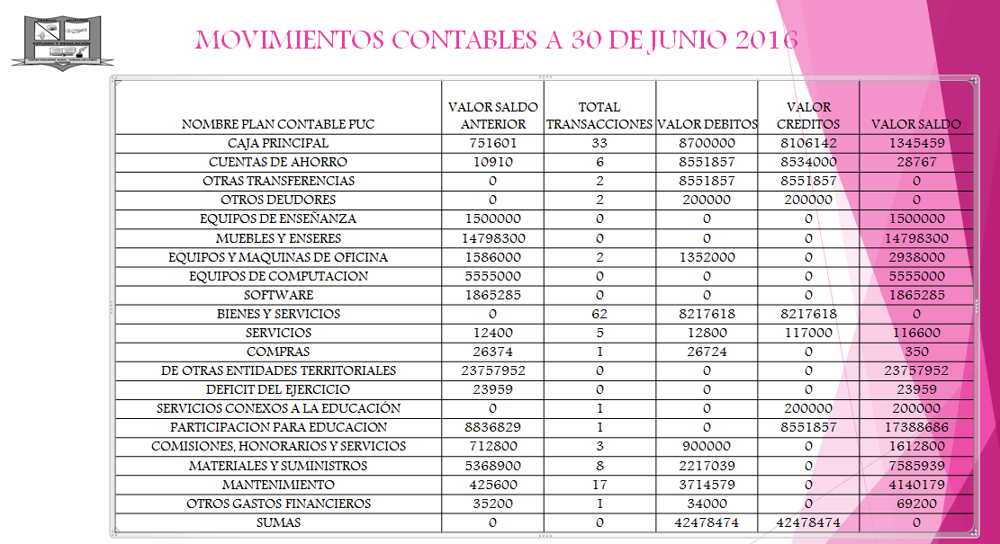 ESTUDIO Y DEDICACIÓN
MOVIMIENTOS CONTABLES A 30 DE JUNIO 2016
NOMBRE PLAN CONTABLE PUC VALOR SALDO ANTERIOR TOTAL TRANSACCIONES VALOR DEBITOS VALOR CREDITOS VALOR SALDO
CAJA PRINCIPAL 751601 33 8700000 8106142 1345459
CUENTAS DE AHORRO 10910 6 8551857 8534000 28767
OTRAS TRANSFERENCIAS 0 2 8551857 8551857 0
OTROS DEUDORES 0 2 200000 200000 0
EQUIPOS DE ENSEÑANZA 1500000 0 0 0 1500000
MUEBLES Y ENSERES 14798300 0 0 0 14798300
EQUIPOS Y MAQUINAS DE OFICINA 1586000 2 1352000 0 2938000
EQUIPOS DE COMPUTACION 5555000 0 0 0 5555000
SOFTWARE 1865285 0 0 0 1865285
BIENES Y SERVICIOS 0 62 8217618 8217618 0
SERVICIOS 12400 5 12800 117000 116600
COMPRAS 26374 1 26724 0 350
DE OTRAS ENTIDADES TERRITORIALES 23757952 0 0 0 23757952
DEFICIT DEL EJERCICIO 23959 0 0 0 23959
SERVICIOS CONEXOS A LA EDUCACIÓN 0 1 0 200000 200000
PARTICIPACION PARA EDUCACION 8836829 1 0 8551857 17388686
COMISIONES, HONORARIOS Y SERVICIOS 712800 3 900000 0 1612800
MATERIALES Y SUMINISTROS 5368900 8 2217039 0 7585939
MANTENIMIENTO 425600 17 3714579 0 4140179
OTROS GASTOS FINANCIEROS 35200 1 34000 0 69200
SUMAS 0 0 42478474 42478474 0